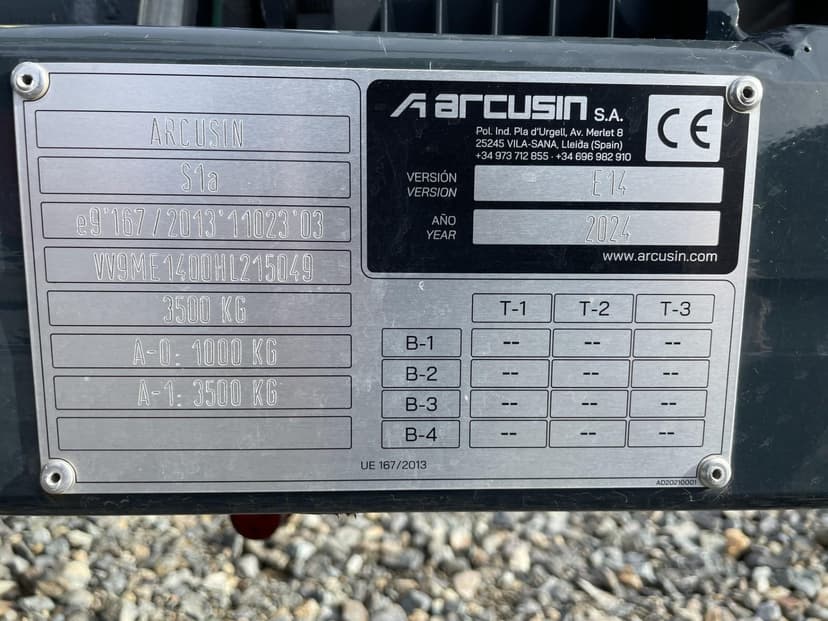 ARCUSIN
S1a
e9*167/2013*11023*03
VV9ME1400HL215049
3500 KG
A-0: 1000 KG
A-1: 3500 KG
UE 167/2013
ARCUSIN S.A.
Pol. Ind. Pla d'Urgell, Av. Merlet 8
25245 VILA-SANA, Lleida (Spain)
+34 973 712 855 · +34 696 982 910
CE
VERSIÓN
VERSION
E14
AÑO
YEAR
2024
www.arcusin.com
T-1 T-2 T-3
B-1 -- -- --
B-2 -- -- --
B-3 -- -- --
B-4 -- -- --
AD20210001